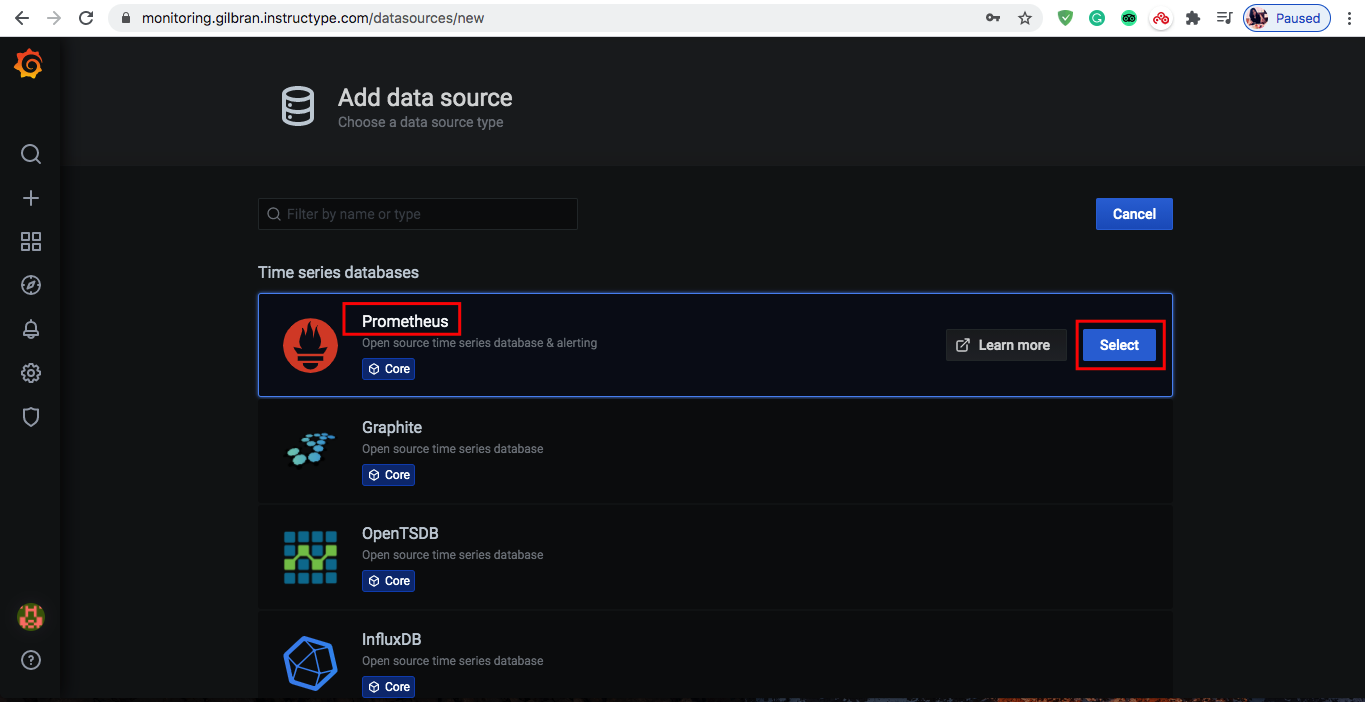 monitoring.gilbran.instructype.com/datasources/new
Paused
Add data source
Choose a data source type
Filter by name or type
Cancel
Time series databases
Prometheus
Open source time series database & alerting
Core
Learn more
Select
Graphite
Open source time series database
Core
OpenTSDB
Open source time series database
Core
InfluxDB
Open source time series database
Core